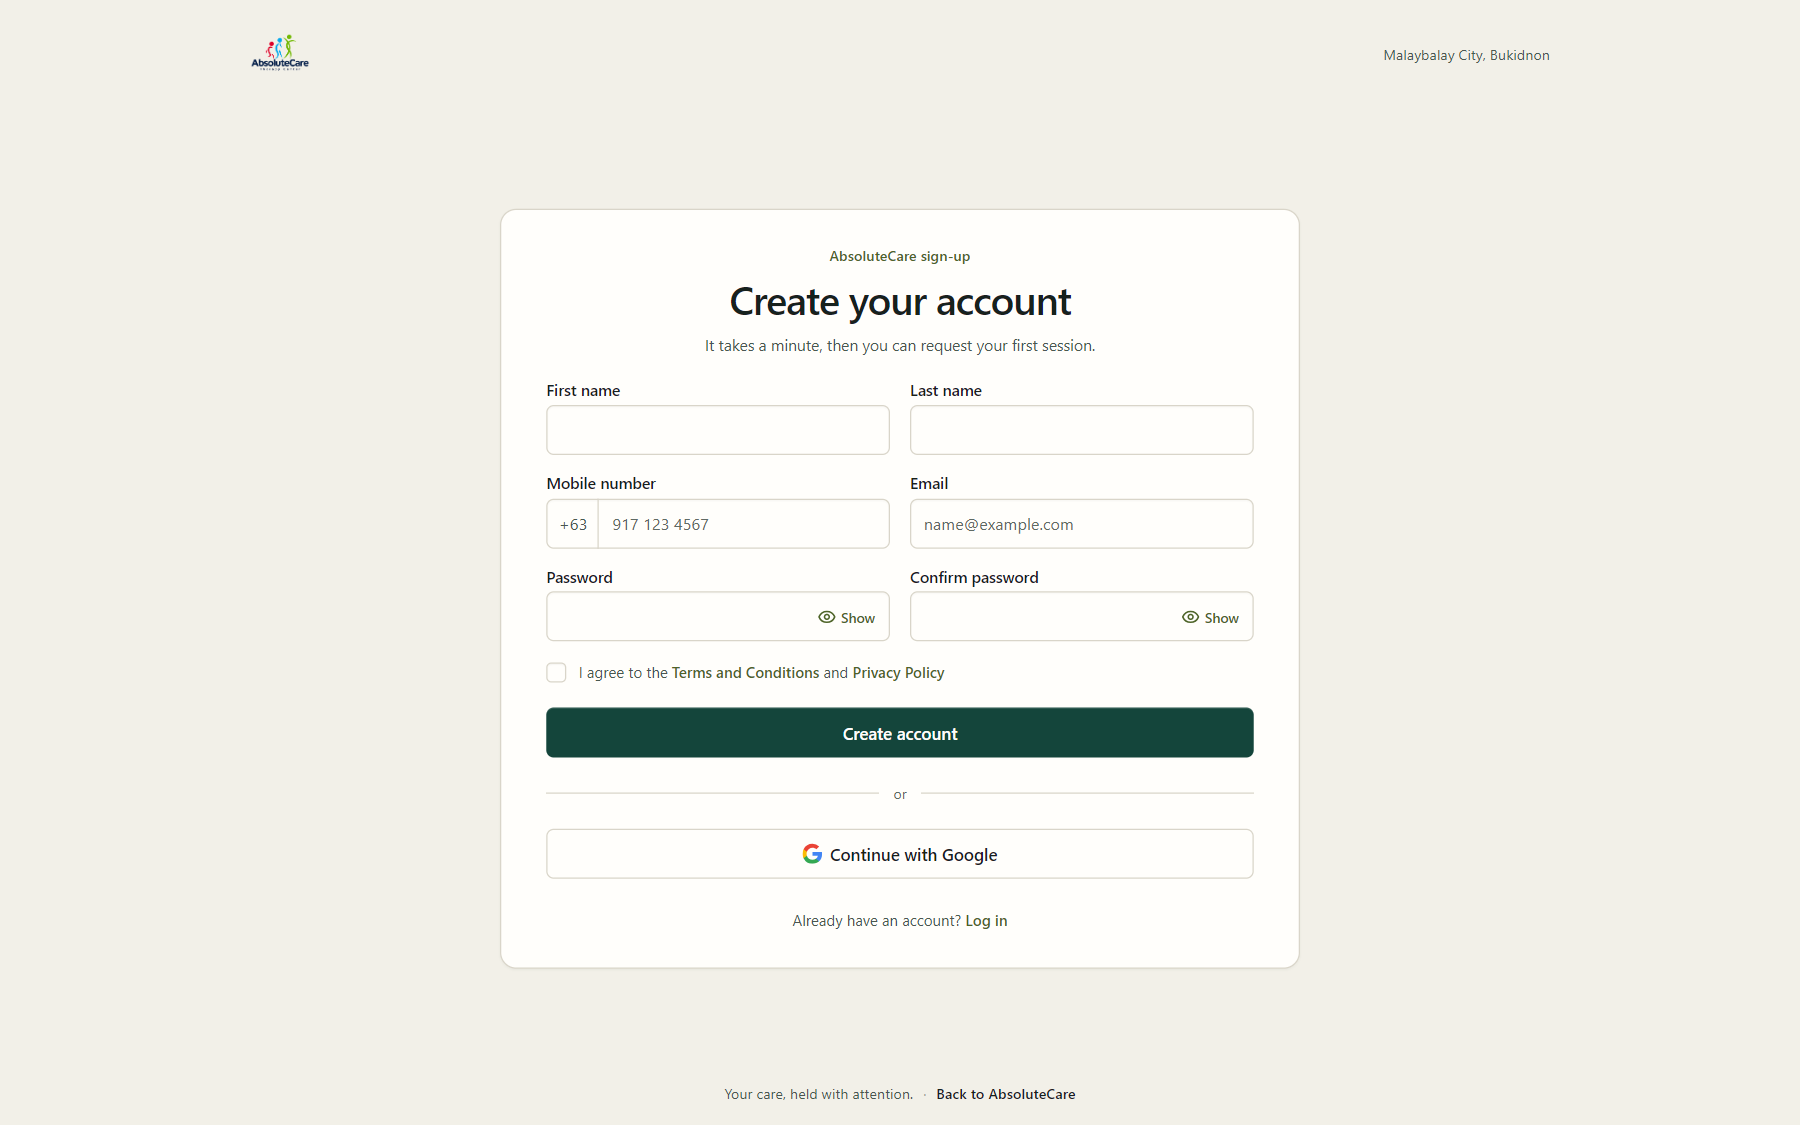 AbsoluteCare
Malaybalay City, Bukidnon
AbsoluteCare sign-up
Create your account
It takes a minute, then you can request your first session.
First name
Last name
Mobile number
Email
+63 917 123 4567
name@example.com
Password
Confirm password
Show
Show
I agree to the Terms and Conditions and Privacy Policy
Create account
or
Continue with Google
Already have an account? Log in
Your care, held with attention. · Back to AbsoluteCare